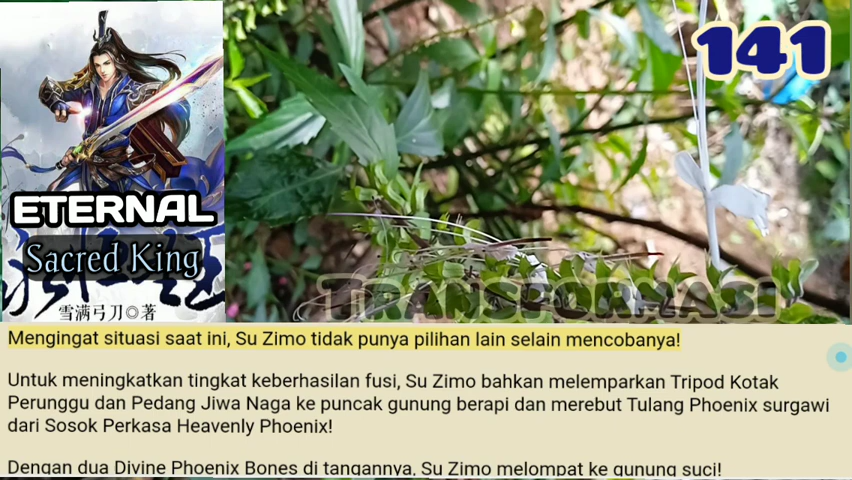 141
ETERNAL
Sacred King
雪满弓刀◎著
TRANSFORMASI
Mengingat situasi saat ini, Su Zimo tidak punya pilihan lain selain mencobanya!
Untuk meningkatkan tingkat keberhasilan fusi, Su Zimo bahkan melemparkan Tripod Kotak
Perunggu dan Pedang Jiwa Naga ke puncak gunung berapi dan merebut Tulang Phoenix surgawi
dari Sosok Perkasa Heavenly Phoenix!
Dengan dua Divine Phoenix Bones di tangannya, Su Zimo melompat ke gunung suci!